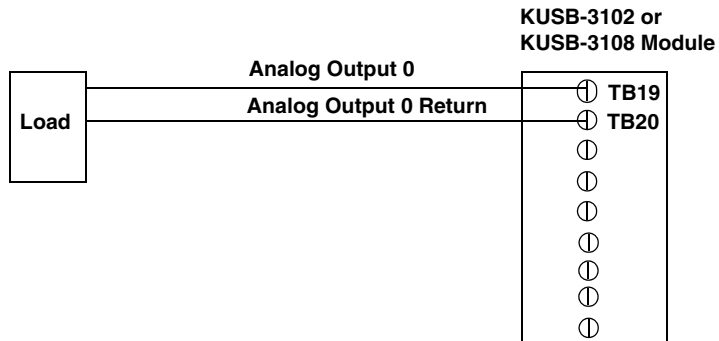 KUSB-3102 or
KUSB-3108 Module
Analog Output 0
TB19
Analog Output 0 Return
Load
TB20